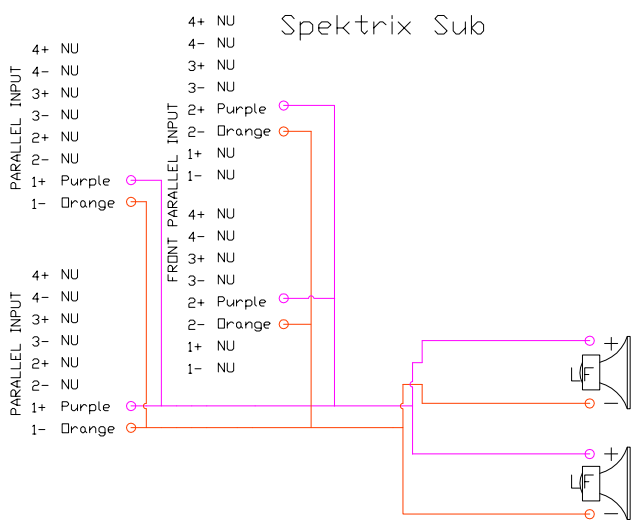 Spektrix Sub
PARALLEL INPUT
4+ NU
4- NU
3+ NU
3- NU
2+ NU
2- NU
1+ Purple
1- Orange
PARALLEL INPUT
4+ NU
4- NU
3+ NU
3- NU
2+ NU
2- NU
1+ Purple
1- Orange
FRONT PARALLEL INPUT
4+ NU
4- NU
3+ NU
3- NU
2+ Purple
2- Orange
1+ NU
1- NU
4+ NU
4- NU
3+ NU
3- NU
2+ Purple
2- Orange
1+ NU
1- NU
+
LF
-
+
LF
-